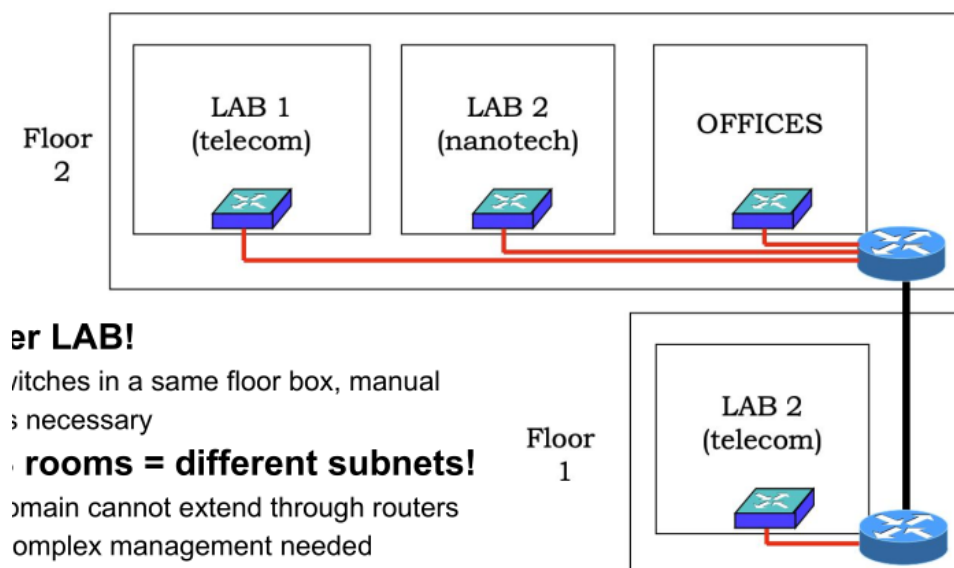 LAB 1
(telecom)
LAB 2
(nanotech)
OFFICES
Floor
2
er LAB!
witches in a same floor box, manual
s necessary
rooms = different subnets!
omain cannot extend through routers
omplex management needed
Floor
1
LAB 2
(telecom)